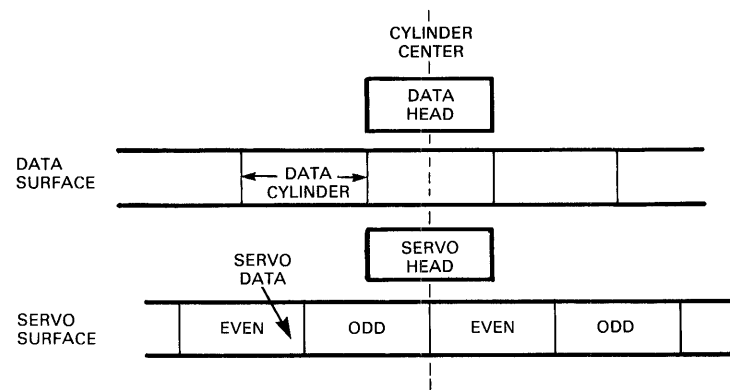 CYLINDER
CENTER
DATA
HEAD
DATA
SURFACE
DATA
CYLINDER
SERVO
HEAD
SERVO
DATA
SERVO
SURFACE
EVEN
ODD
EVEN
ODD